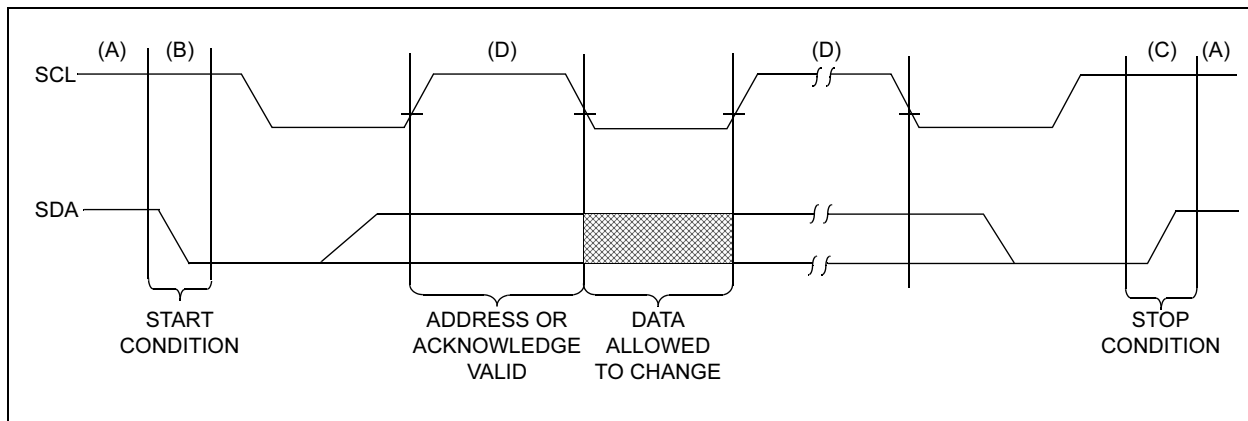 (A) (B) (D) (D) (C) (A)
SCL
SDA
START
CONDITION
ADDRESS OR
ACKNOWLEDGE
VALID
DATA
ALLOWED
TO CHANGE
STOP
CONDITION